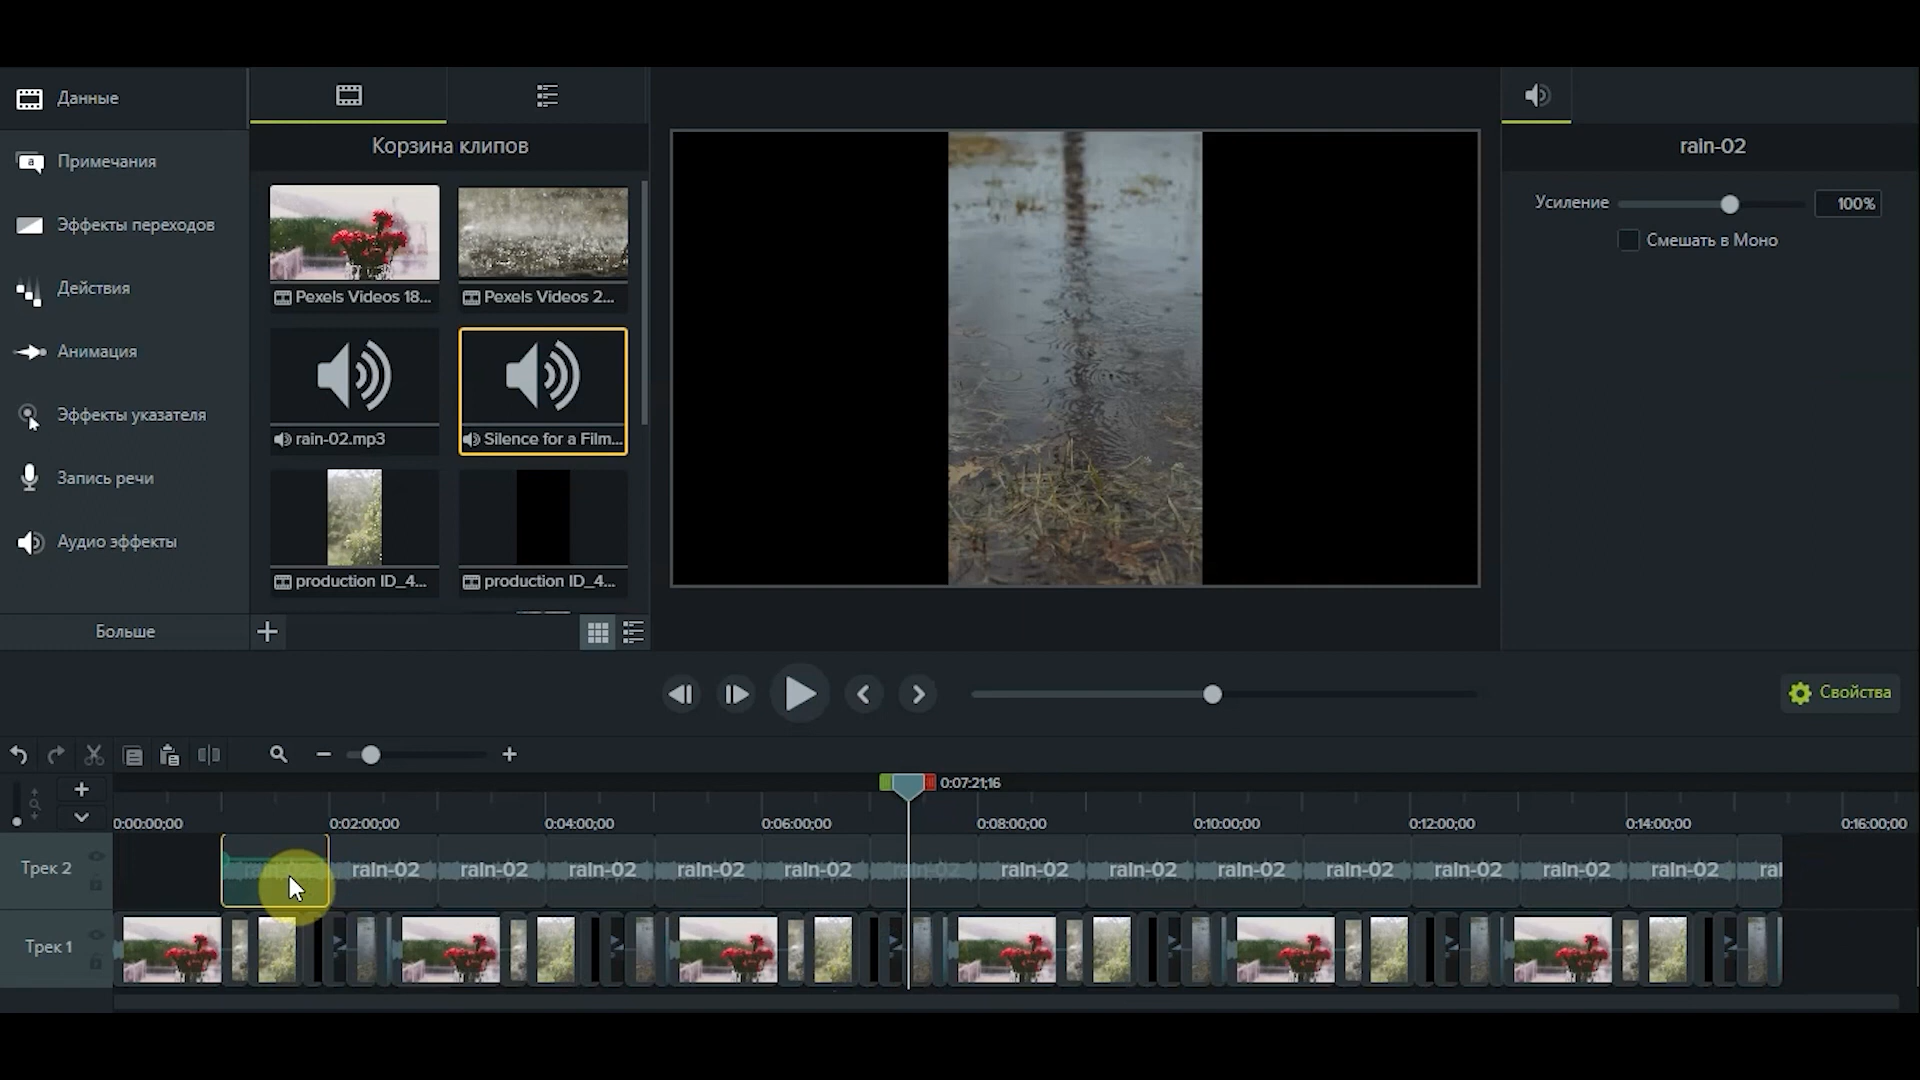 Данные
Примечания
Эффекты переходов
Действия
Анимация
Эффекты указателя
Запись речи
Аудио эффекты
Больше
Корзина клипов
Pexels Videos 18...
Pexels Videos 2...
rain-02.mp3
Silence for a Film...
production ID_4...
production ID_4...
rain-02
Усиление
100%
Смешать в Моно
Свойства
0:07:21;16
0:00:00;00
0:02:00;00
0:04:00;00
0:06:00;00
0:08:00;00
0:10:00;00
0:12:00;00
0:14:00;00
0:16:00;00
Трек 2
rain-02
rain-02
rain-02
rain-02
rain-02
rain-02
rain-02
rain-02
rain-02
rain-02
rain-02
rai
Трек 1